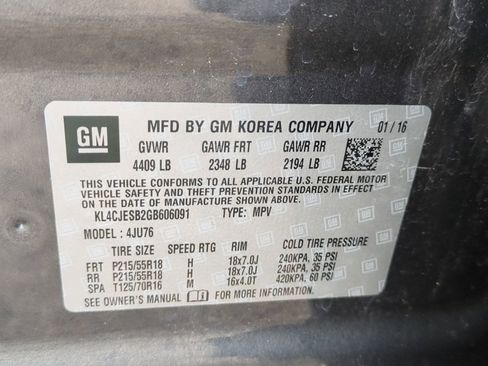 GM MFD BY GM KOREA COMPANY 01/16
GVWR GAWR FRT GAWR RR
4409 LB 2348 LB 2194 LB
THIS VEHICLE CONFORMS TO ALL APPLICABLE U.S. FEDERAL MOTOR
VEHICLE SAFETY AND THEFT PREVENTION STANDARDS IN EFFECT
ON THE DATE OF MANUFACTURE SHOWN ABOVE.
KL4CJESB2GB606091 TYPE: MPV
MODEL : 4JU76
TIRE SIZE SPEED RTG RIM COLD TIRE PRESSURE
FRT P215/55R18 H 18x7.0J 240KPA, 35 PSI
RR P215/55R18 H 18x7.0J 240KPA, 35 PSI
SPA T125/70R16 M 16x4.0T 420KPA, 60 PSI
SEE OWNER'S MANUAL FOR MORE INFORMATION.